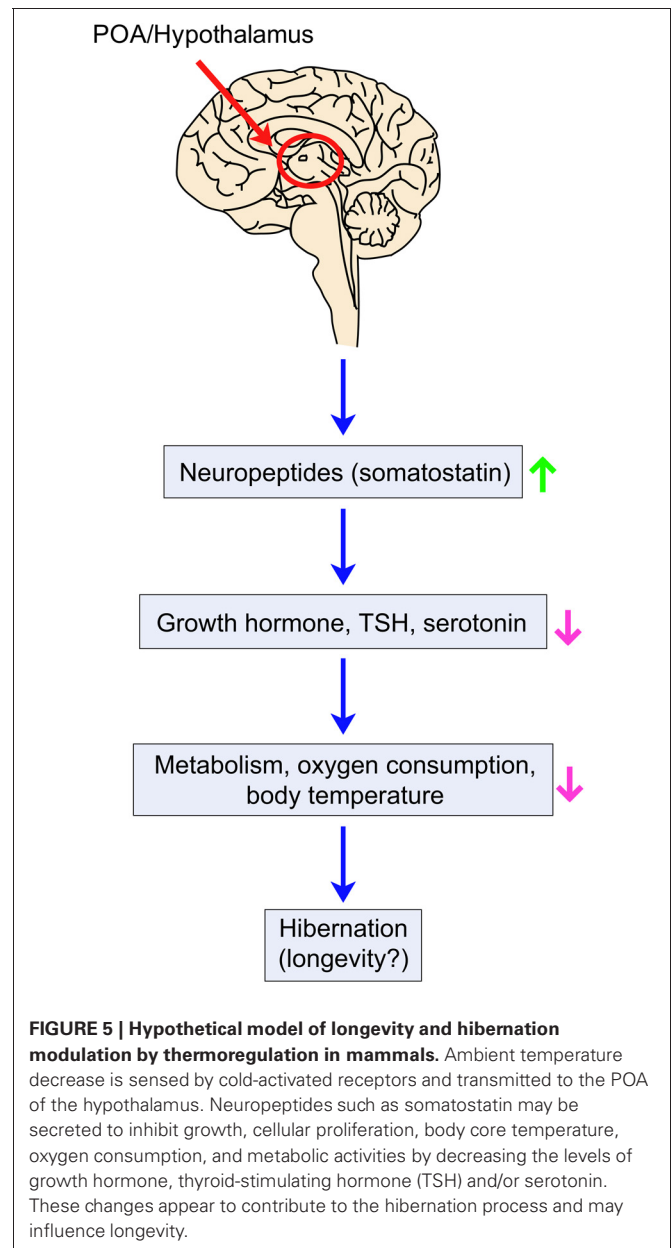 POA/Hypothalamus
Neuropeptides (somatostatin)
Growth hormone, TSH, serotonin
Metabolism, oxygen consumption,
body temperature
Hibernation
(longevity?)
FIGURE 5 | Hypothetical model of longevity and hibernation
modulation by thermoregulation in mammals. Ambient temperature
decrease is sensed by cold-activated receptors and transmitted to the POA
of the hypothalamus. Neuropeptides such as somatostatin may be
secreted to inhibit growth, cellular proliferation, body core temperature,
oxygen consumption, and metabolic activities by decreasing the levels of
growth hormone, thyroid-stimulating hormone (TSH) and/or serotonin.
These changes appear to contribute to the hibernation process and may
influence longevity.